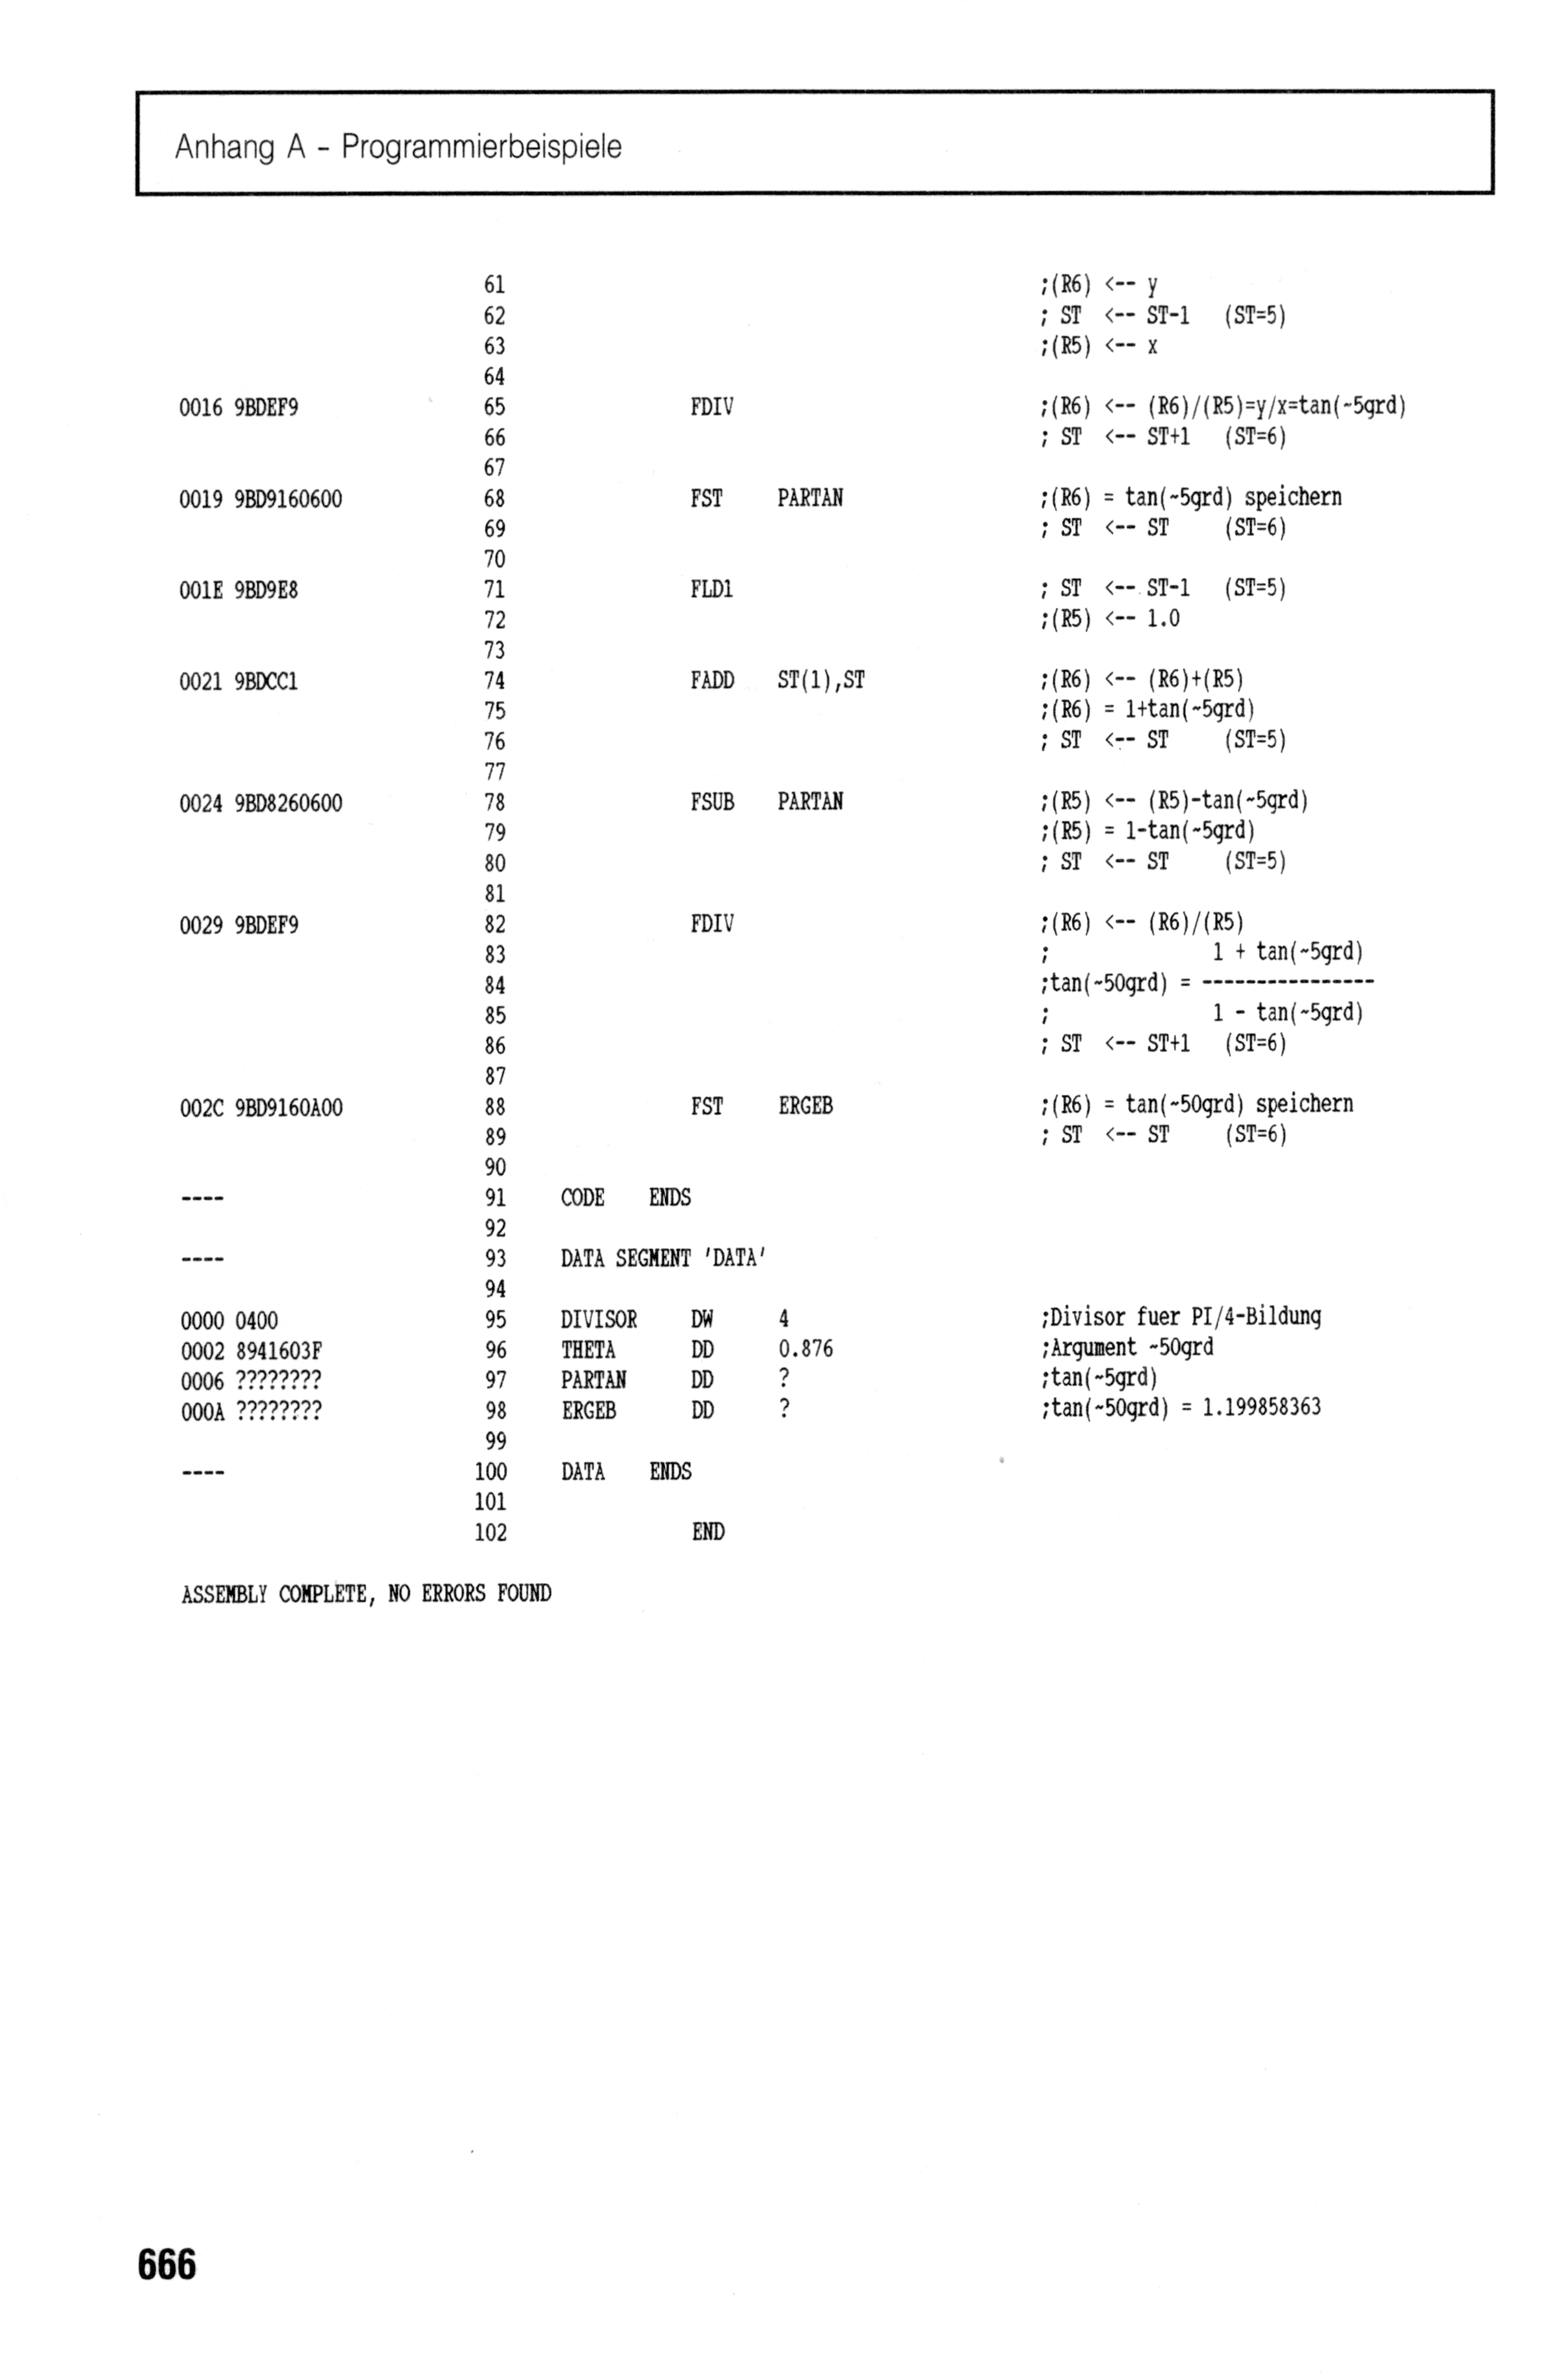 Anhang A - Programmierbeispiele
61 ;(R6) <-- y
62 ; ST <-- ST-1 (ST=5)
63 ;(R5) <-- x
64
0016 9BDEF9 65 FDIV ;(R6) <-- (R6)/(R5)=y/x=tan(~5grd)
66 ; ST <-- ST+1 (ST=6)
67
0019 9BD9160600 68 FST PARTAN ;(R6) = tan(~5grd) speichern
69 ; ST <-- ST (ST=6)
70
001E 9BD9E8 71 FLD1 ; ST <-- ST-1 (ST=5)
72 ;(R5) <-- 1.0
73
0021 9BDCC1 74 FADD ST(1),ST ;(R6) <-- (R6)+(R5)
75 ;(R6) = 1+tan(~5grd)
76 ; ST <-- ST (ST=5)
77
0024 9BD8260600 78 FSUB PARTAN ;(R5) <-- (R5)-tan(~5grd)
79 ;(R5) = 1-tan(~5grd)
80 ; ST <-- ST (ST=5)
81
0029 9BDEF9 82 FDIV ;(R6) <-- (R6)/(R5)
83 ; 1 + tan(~5grd)
84 ;tan(~50grd) = ----------------
85 ; 1 - tan(~5grd)
86 ; ST <-- ST+1 (ST=6)
87
002C 9BD9160A00 88 FST ERGEB ;(R6) = tan(~50grd) speichern
89 ; ST <-- ST (ST=6)
90
---- 91 CODE ENDS
92
---- 93 DATA SEGMENT 'DATA'
94
0000 0400 95 DIVISOR DW 4 ;Divisor fuer PI/4-Bildung
0002 8941603F 96 THETA DD 0.876 ;Argument ~50grd
0006 ???????? 97 PARTAN DD ? ;tan(~5grd)
000A ???????? 98 ERGEB DD ? ;tan(~50grd) = 1.199858363
99
---- 100 DATA ENDS
101
102 END
ASSEMBLY COMPLETE, NO ERRORS FOUND
666